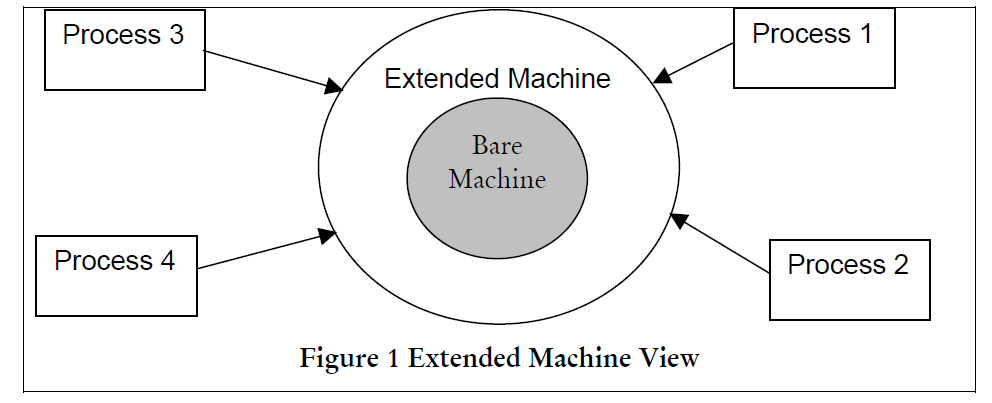 Process 3
Process 1
Extended Machine
Bare
Machine
Process 4
Process 2
Figure 1 Extended Machine View